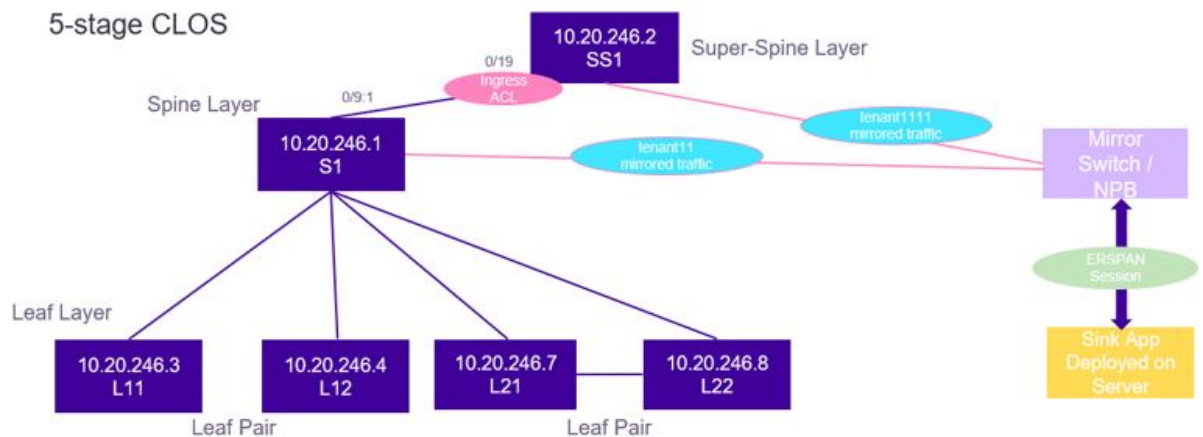 5-stage CLOS
10.20.246.2
SS1
Super-Spine Layer
0/19
Ingress
ACL
Spine Layer
0/9:1
10.20.246.1
S1
tenant1111
mirrored traffic
tenant11
mirrored traffic
Mirror
Switch /
NPB
ERSPAN
Session
Leaf Layer
10.20.246.3
L11
10.20.246.4
L12
10.20.246.7
L21
10.20.246.8
L22
Sink App
Deployed on
Server
Leaf Pair
Leaf Pair